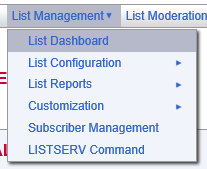 List Management▾ List Moderation
List Dashboard
List Configuration ▸
List Reports ▸
Customization ▸
Subscriber Management
LISTSERV Command